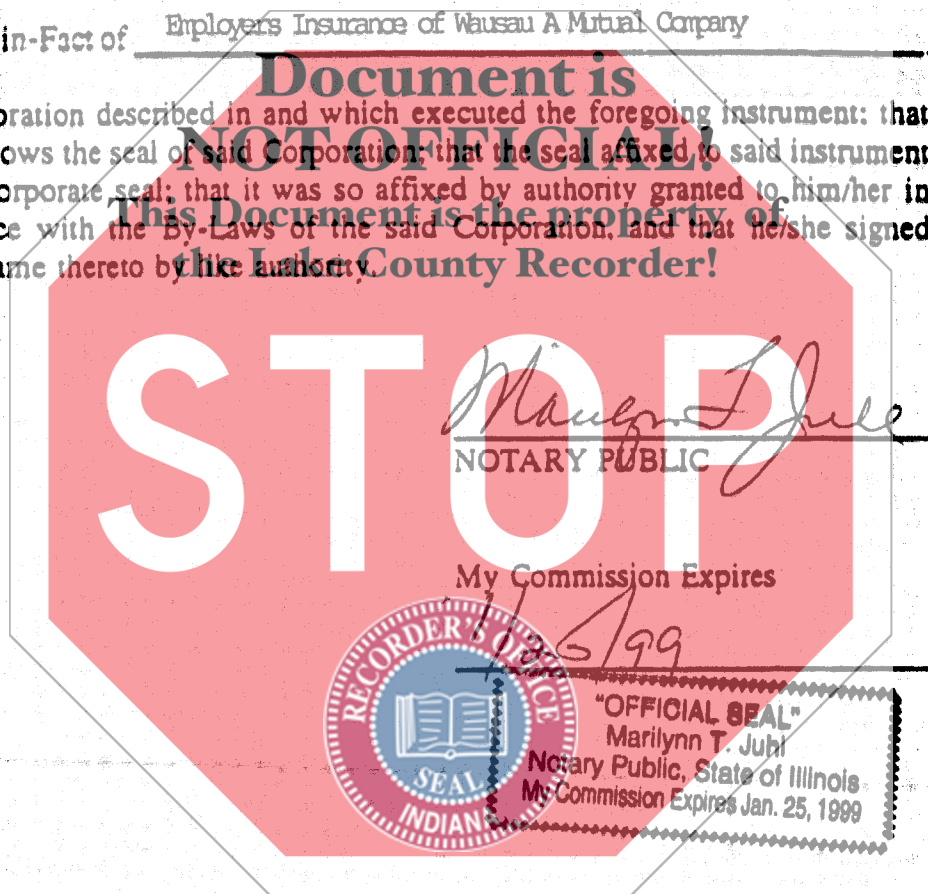 in-Fact of Employers Insurance of Wausau A Mutual Company
Document is
oration described in and which executed the foregoing instrument; that
NOT OFFICIAL!
ows the seal of said Corporation; that the seal affixed to said instrument
orporate seal; that it was so affixed by authority granted to him/her in
This Document is the property of
ce with the By-Laws of the said Corporation, and that he/she signed
the Lake County Recorder!
ame thereto by like authority.
STOP
NOTARY PUBLIC
My Commission Expires
1/25/99
RECORDER'S OFFICE
SEAL
INDIANA
"OFFICIAL SEAL"
Marilynn T. Juhl
Notary Public, State of Illinois
My Commission Expires Jan. 25, 1999